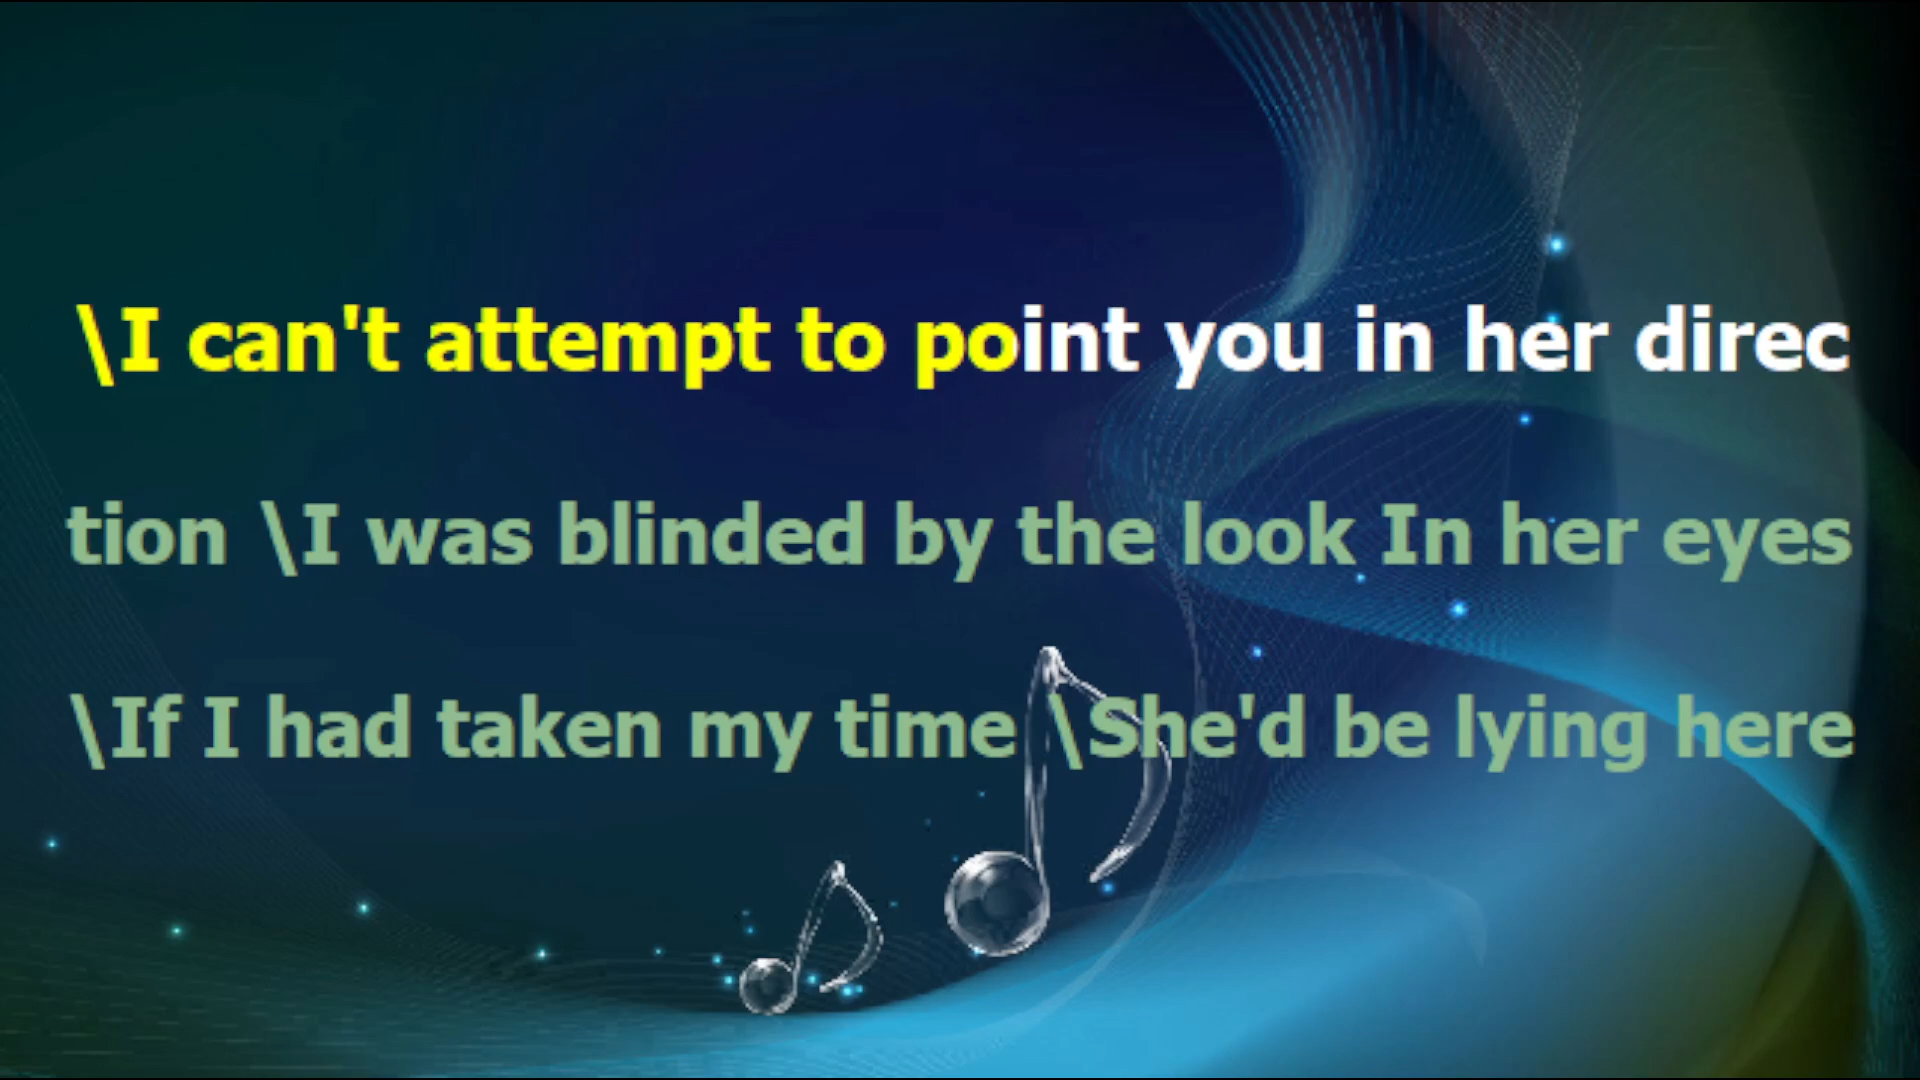 \I can't attempt to point you in her direc
tion \I was blinded by the look In her eyes
\If I had taken my time \She'd be lying here